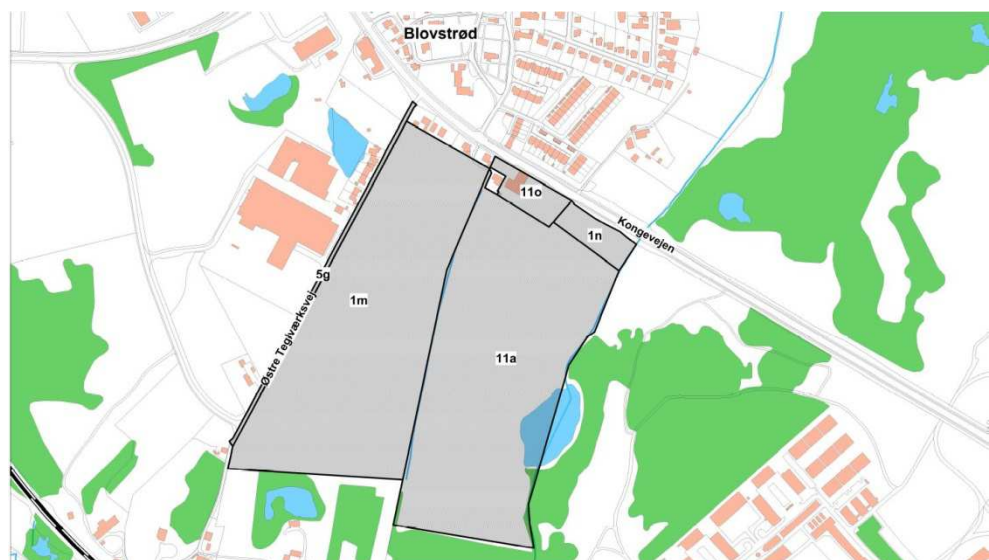 Blovstrød
11o
1n
Kongevejen
5g
1m
Østre Teglværksvej
11a